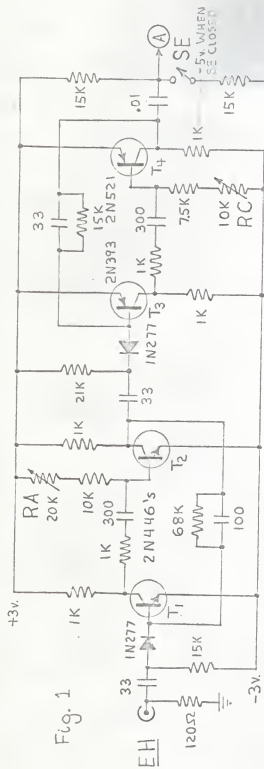 Fig. 1
+3v.
RA
20K
10K
1K
1K
300
1K
21K
33
15K
2N393
2N521
15K
.01
A
EH
33
1N277
T1
2N446's
T2
33
1N277
T3
1K
300
T4
SE
-5v. WHEN
SE CLOSED
120Ω
15K
68K
100
1K
7.5K
10K
RC
1K
15K
-3v.